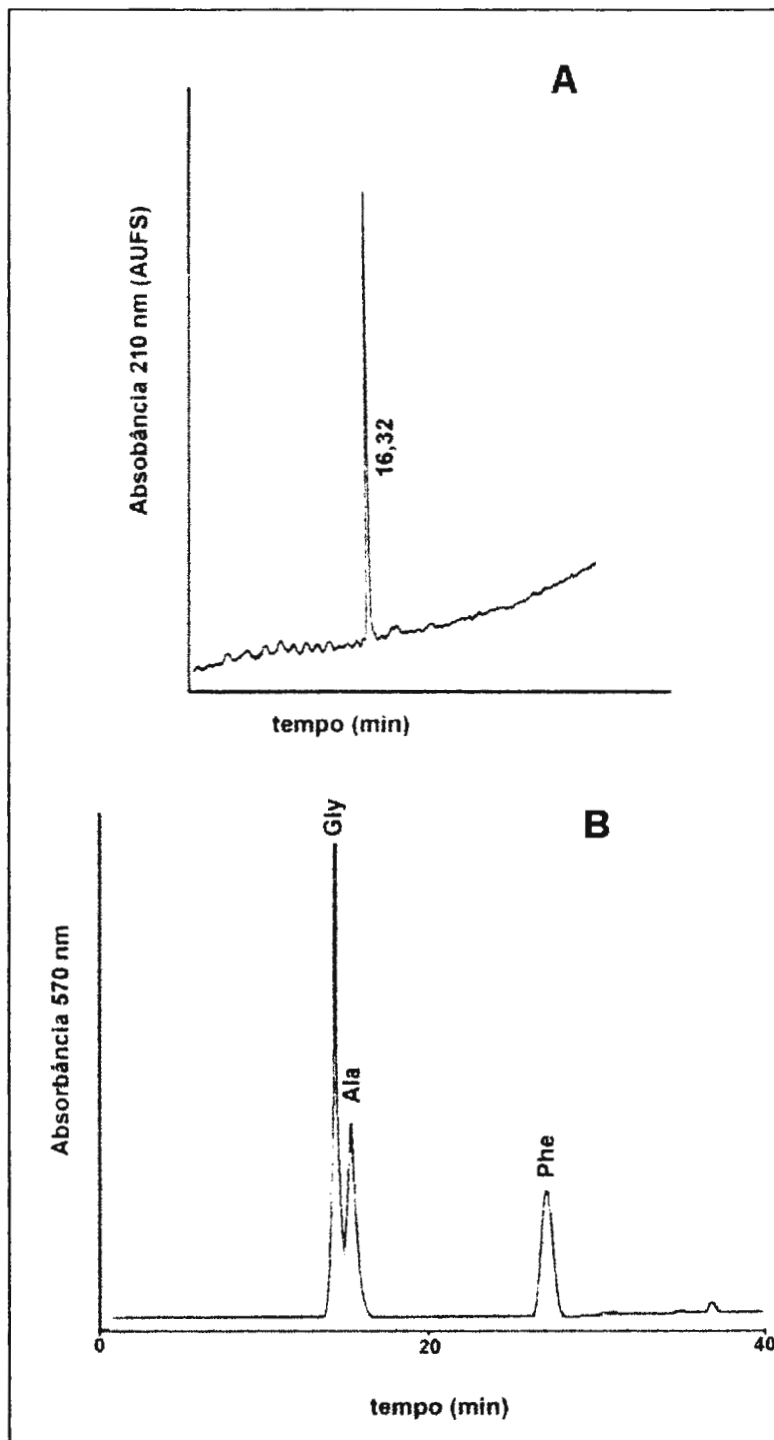 A
Absobância 210 nm (AUFS)
16,32
tempo (min)
B
Absorbância 570 nm
Gly
Ala
Phe
0
20
40
tempo (min)